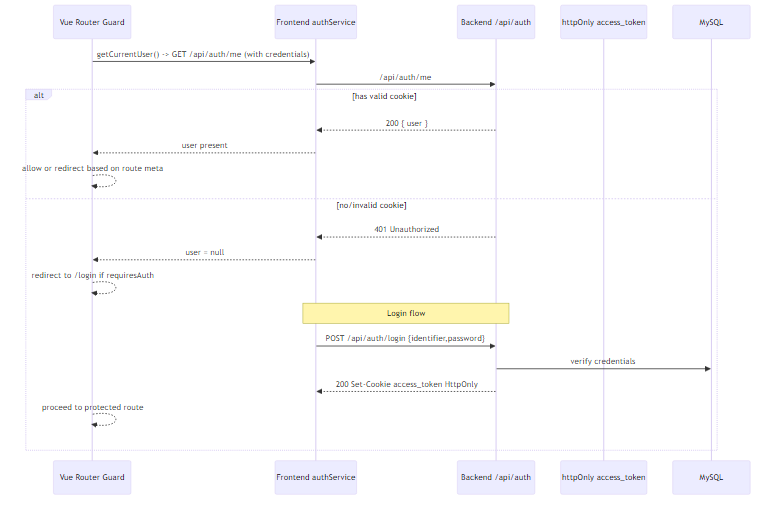 Vue Router Guard
Frontend authService
Backend /api/auth
httpOnly access_token
MySQL
getCurrentUser() -> GET /api/auth/me (with credentials)
/api/auth/me
alt
[has valid cookie]
200 { user }
user present
allow or redirect based on route meta
[no/invalid cookie]
401 Unauthorized
user = null
redirect to /login if requiresAuth
Login flow
POST /api/auth/login {identifier,password}
verify credentials
200 Set-Cookie access_token HttpOnly
proceed to protected route
Vue Router Guard
Frontend authService
Backend /api/auth
httpOnly access_token
MySQL